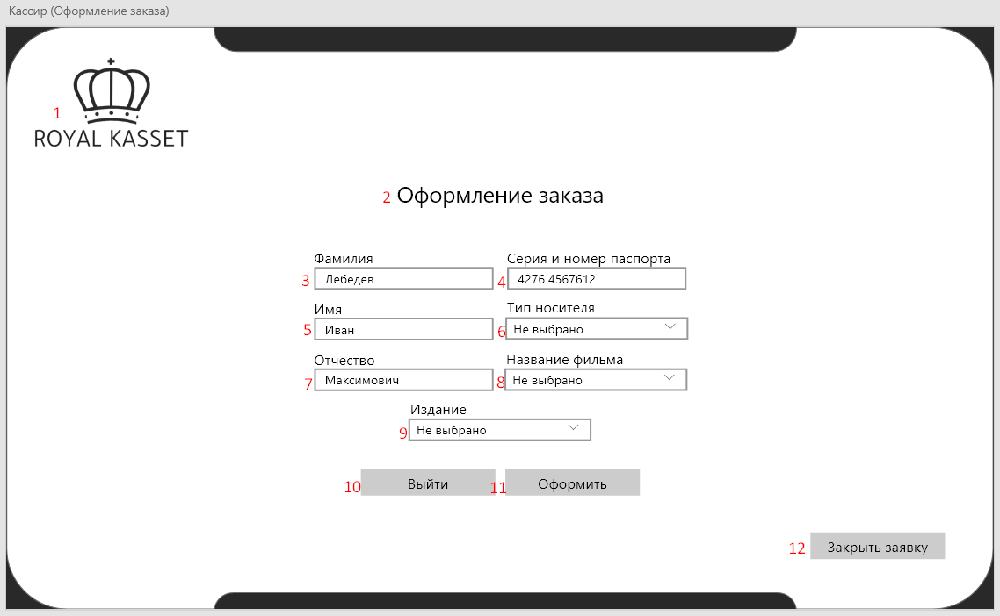 Кассир (Оформление заказа)
1
ROYAL KASSET
2 Оформление заказа
Фамилия Серия и номер паспорта
3 Лебедев 4 4276 4567612
Имя Тип носителя
5 Иван 6 Не выбрано
Отчество Название фильма
7 Максимович 8 Не выбрано
Издание
9 Не выбрано
10 Выйти 11 Оформить
12 Закрыть заявку